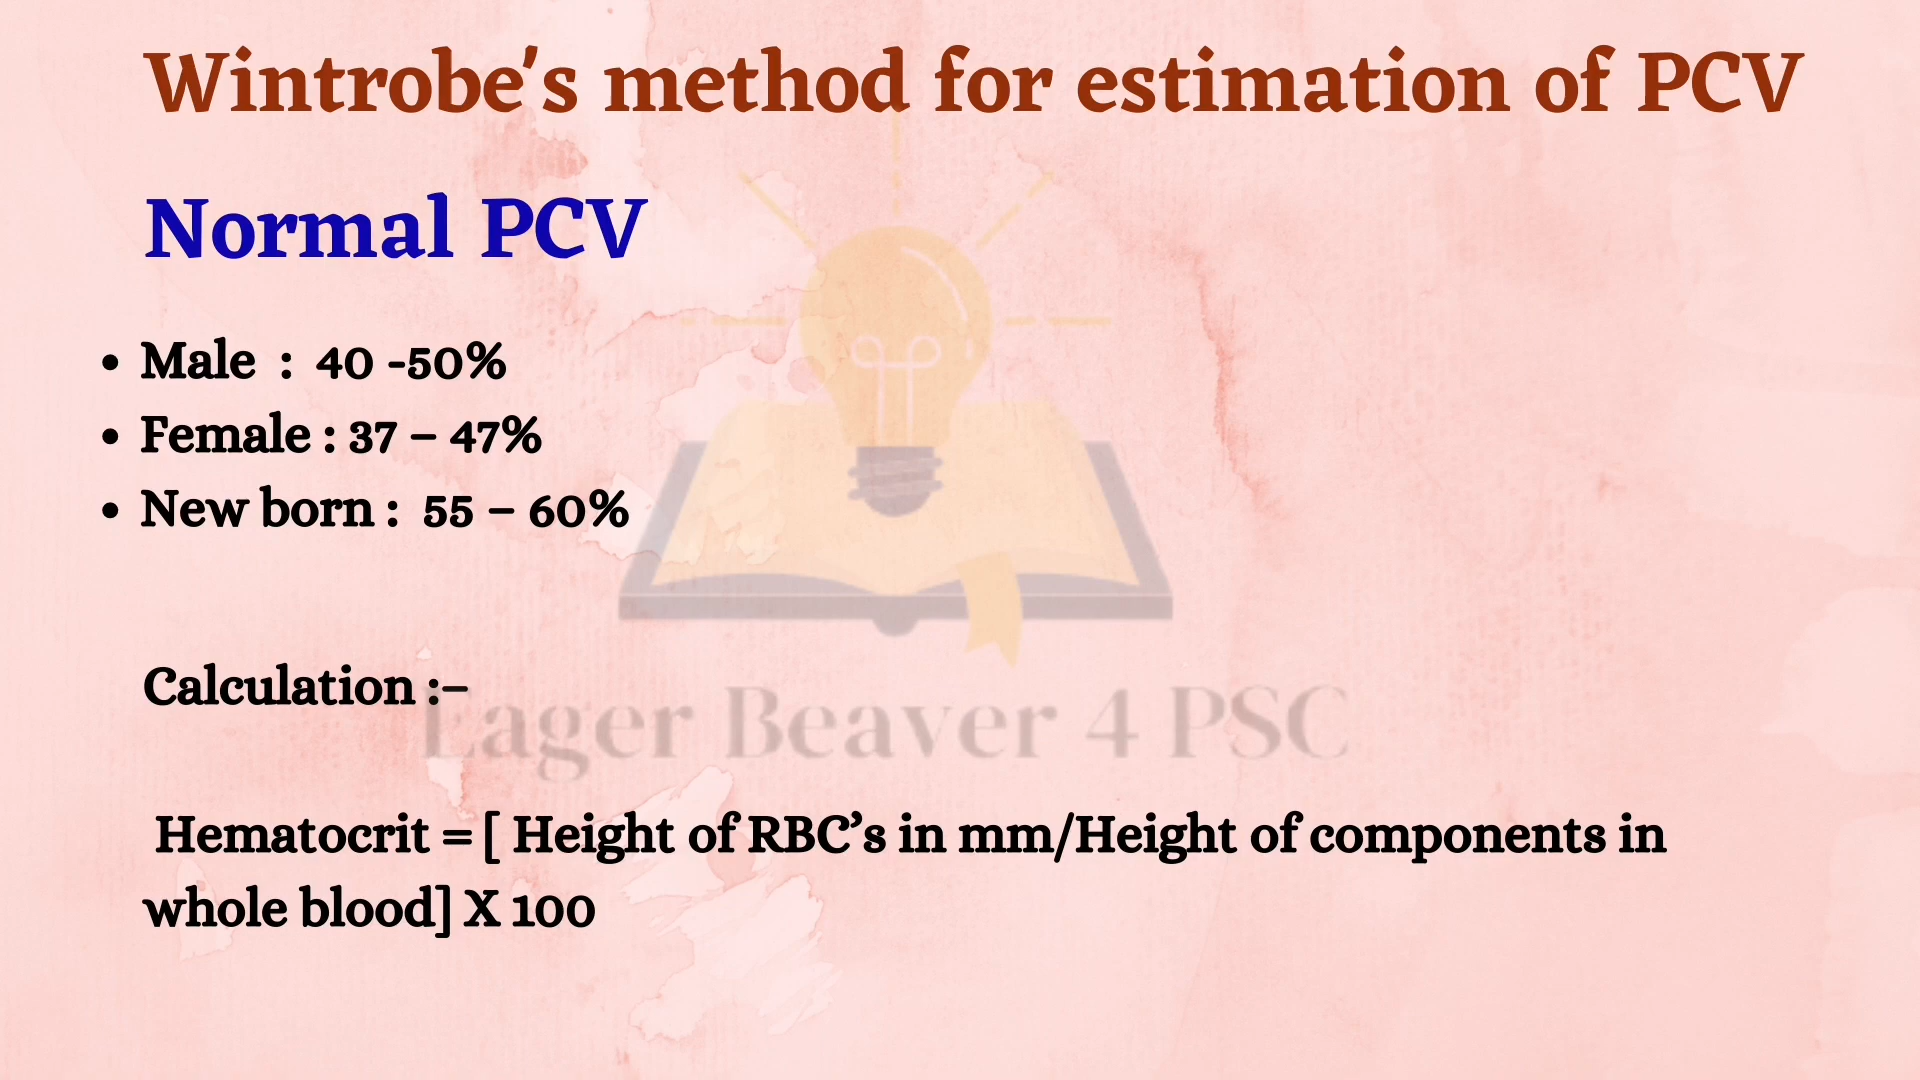 Wintrobe's method for estimation of PCV
Normal PCV
• Male : 40 -50%
• Female : 37 – 47%
• New born : 55 – 60%
Calculation :–
Lager Beaver 4 PSC
Hematocrit = [ Height of RBC’s in mm/Height of components in
whole blood] X 100